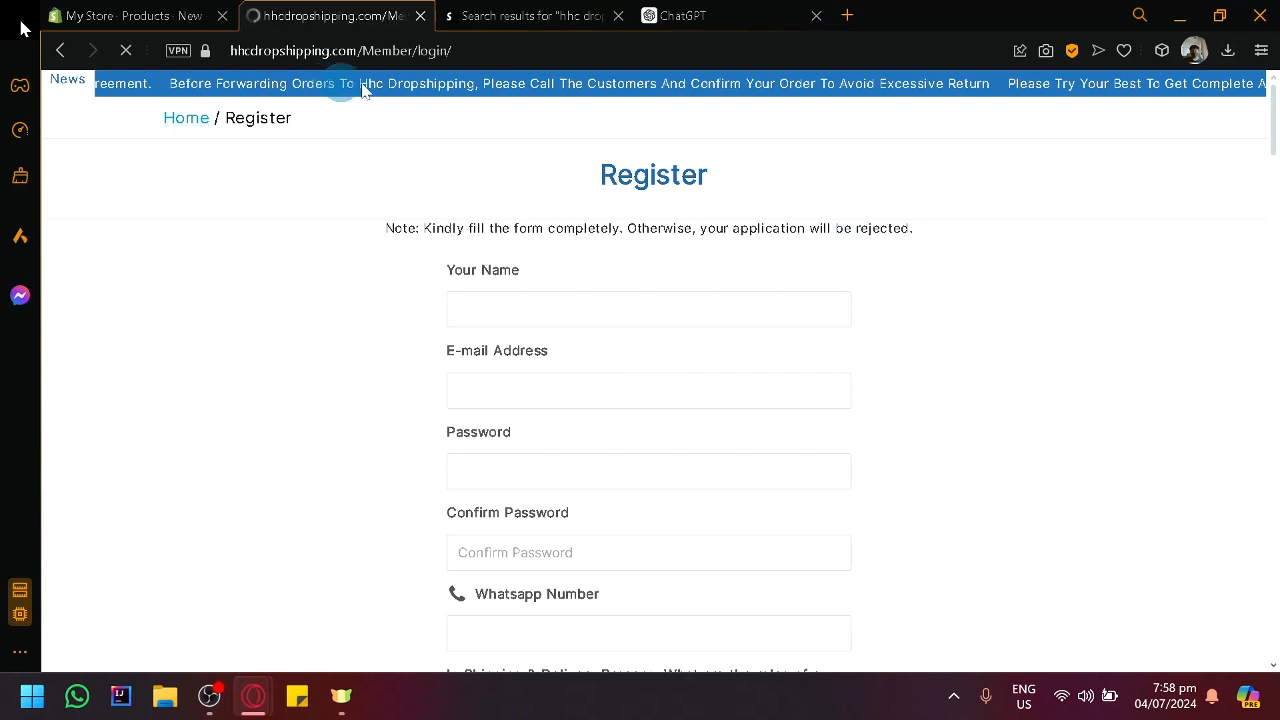 My Store · Products · New
hhcdropshipping.com/Me
Search results for "hhc drop
ChatGPT
VPN
hhcdropshipping.com/Member/login/
News
reement. Before Forwarding Orders To Hhc Dropshipping, Please Call The Customers And Confirm Your Order To Avoid Excessive Return Please Try Your Best To Get Complete A
Home / Register
Register
Note: Kindly fill the form completely. Otherwise, your application will be rejected.
Your Name
E-mail Address
Password
Confirm Password
Confirm Password
Whatsapp Number
ENG
US
7:58 pm
04/07/2024
PRE